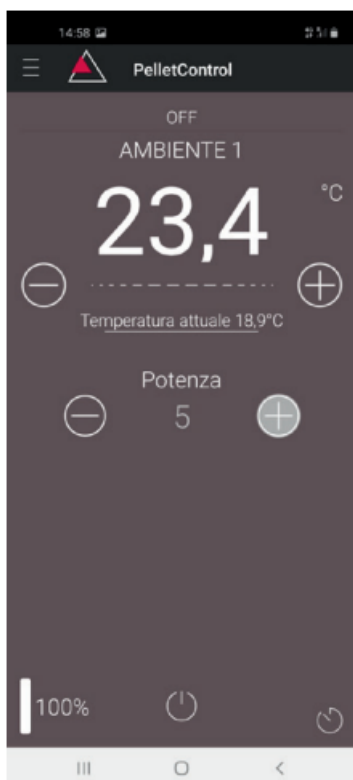 14:58
PelletControl
OFF
AMBIENTE 1
23,4 °C
Temperatura attuale 18,9°C
Potenza
5
100%